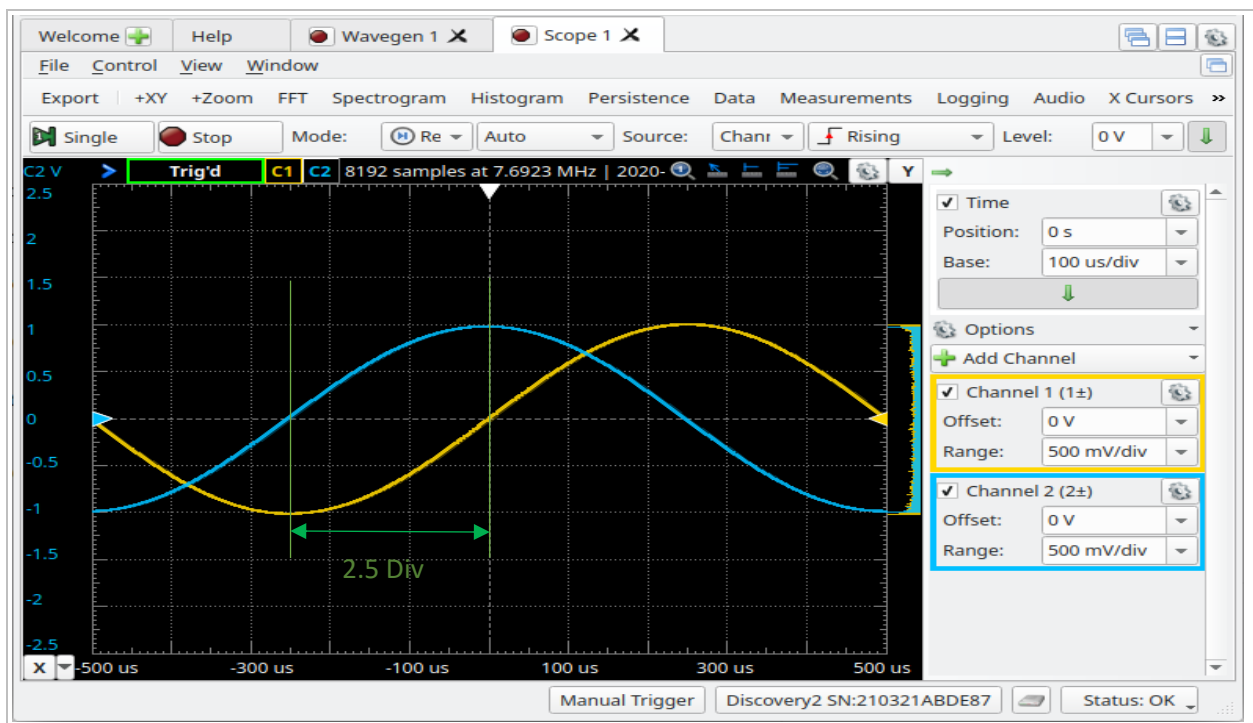 Welcome Help Wavegen 1 Scope 1
File Control View Window
Export +XY +Zoom FFT Spectrogram Histogram Persistence Data Measurements Logging Audio X Cursors »
Single Stop Mode: Re Auto Source: Chanr Rising Level: 0 V
C2 V Trig'd C1 C2 8192 samples at 7.6923 MHz | 2020- Y
2.5
2
1.5
1
0.5
0
-0.5
-1
-1.5
-2
-2.5
2.5 Div
X -500 us -300 us -100 us 100 us 300 us 500 us
Time
Position: 0 s
Base: 100 us/div
Options
Add Channel
Channel 1 (1±)
Offset: 0 V
Range: 500 mV/div
Channel 2 (2±)
Offset: 0 V
Range: 500 mV/div
Manual Trigger Discovery2 SN:210321ABDE87 Status: OK